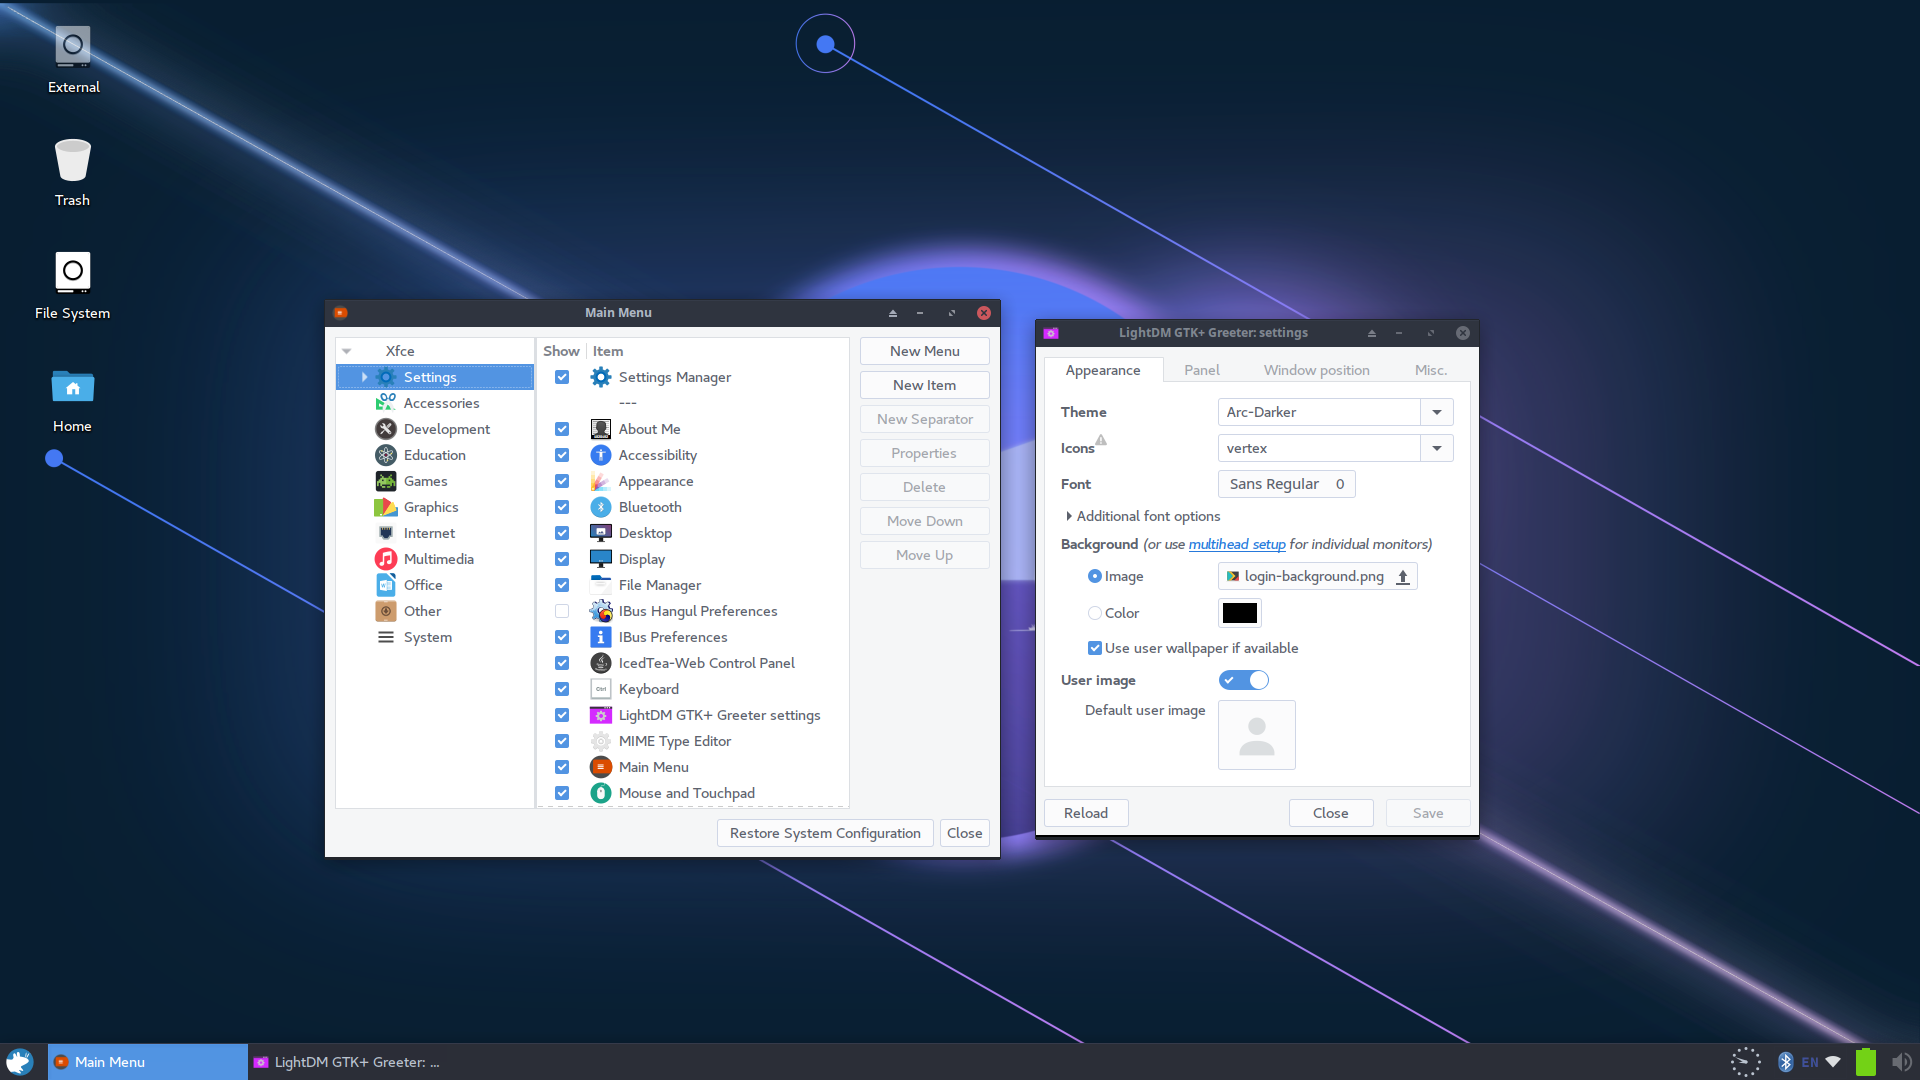 External
Trash
File System
Home
Main Menu
Xfce
Settings
Accessories
Development
Education
Games
Graphics
Internet
Multimedia
Office
Other
System
Show Item
Settings Manager
---
About Me
Accessibility
Appearance
Bluetooth
Desktop
Display
File Manager
IBus Hangul Preferences
IBus Preferences
IcedTea-Web Control Panel
Keyboard
LightDM GTK+ Greeter settings
MIME Type Editor
Main Menu
Mouse and Touchpad
New Menu
New Item
New Separator
Properties
Delete
Move Down
Move Up
Restore System Configuration Close
LightDM GTK+ Greeter: settings
Appearance Panel Window position Misc.
Theme Arc-Darker
Icons vertex
Font Sans Regular 0
Additional font options
Background (or use multihead setup for individual monitors)
Image login-background.png
Color
Use user wallpaper if available
User image
Default user image
Reload Close Save
Main Menu LightDM GTK+ Greeter: ... EN